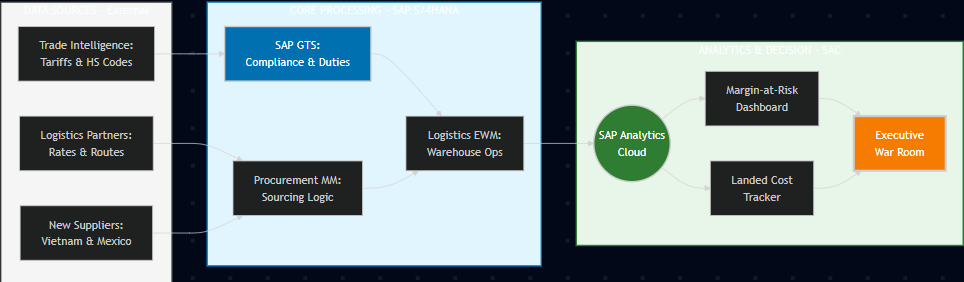 DATA SOURCES - External
Trade Intelligence:
Tariffs & HS Codes
Logistics Partners:
Rates & Routes
New Suppliers:
Vietnam & Mexico
CORE PROCESSING - SAP S/4HANA
SAP GTS:
Compliance & Duties
Procurement MM:
Sourcing Logic
Logistics EWM:
Warehouse Ops
ANALYTICS & DECISION - SAC
SAP Analytics
Cloud
Margin-at-Risk
Dashboard
Landed Cost
Tracker
Executive
War Room